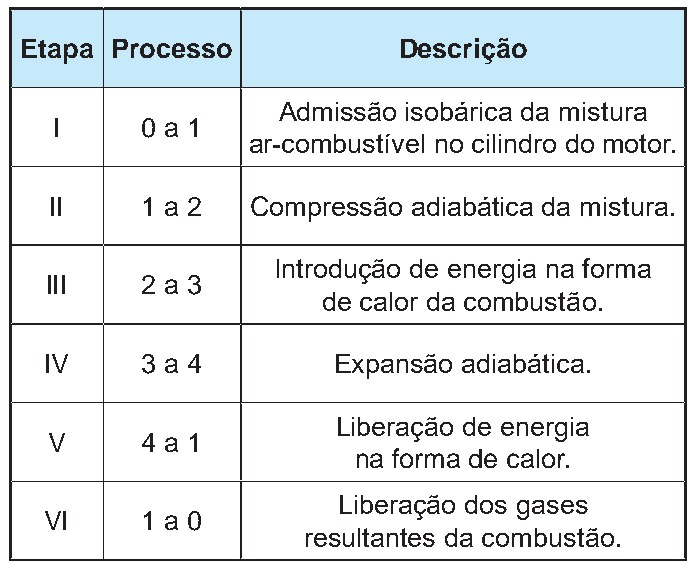 Etapa Processo Descrição
I 0 a 1 Admissão isobárica da mistura
ar-combustível no cilindro do motor.
II 1 a 2 Compressão adiabática da mistura.
III 2 a 3 Introdução de energia na forma
de calor da combustão.
IV 3 a 4 Expansão adiabática.
V 4 a 1 Liberação de energia
na forma de calor.
VI 1 a 0 Liberação dos gases
resultantes da combustão.